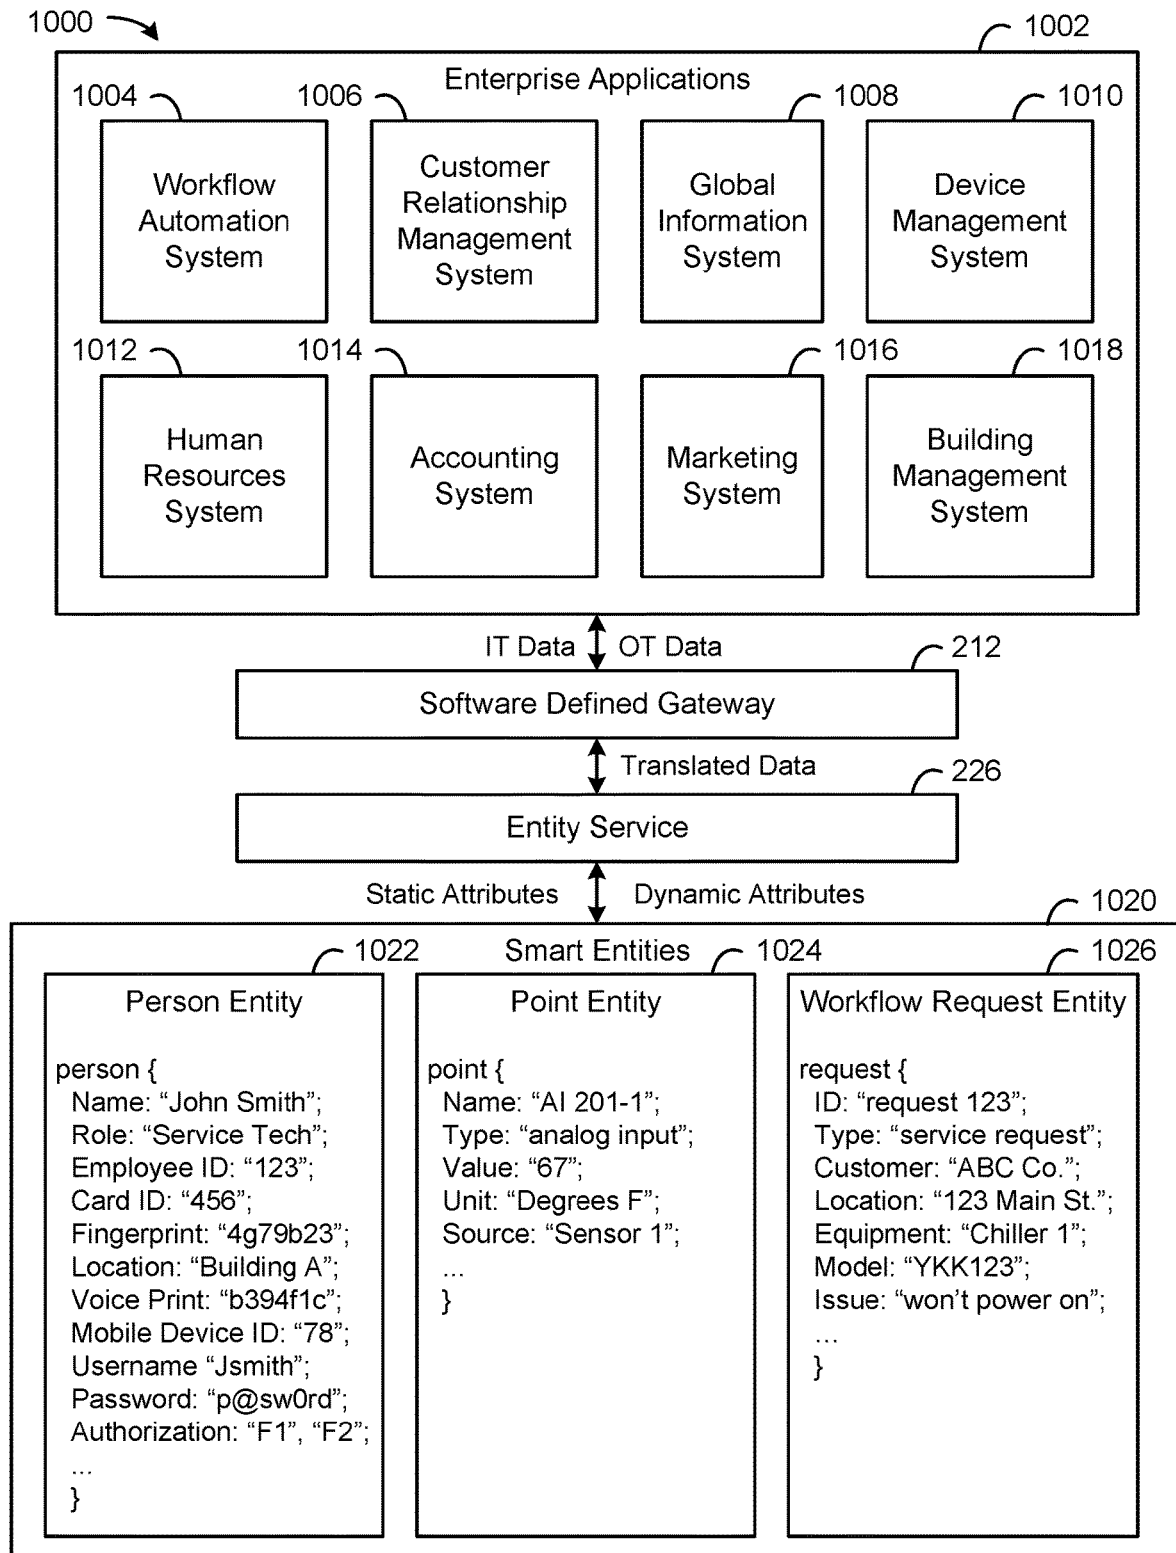 1000
1002
Enterprise Applications
1004
1006
1008
1010
Workflow
Automation
System
Customer
Relationship
Management
System
Global
Information
System
Device
Management
System
1012
1014
1016
1018
Human
Resources
System
Accounting
System
Marketing
System
Building
Management
System
IT Data
OT Data
212
Software Defined Gateway
Translated Data
226
Entity Service
Static Attributes
Dynamic Attributes
1020
Smart Entities
1022
Person Entity
person {
Name: “John Smith”;
Role: “Service Tech”;
Employee ID: “123”;
Card ID: “456”;
Fingerprint: “4g79b23”;
Location: “Building A”;
Voice Print: “b394f1c”;
Mobile Device ID: “78”;
Username “Jsmith”;
Password: “p@sw0rd”;
Authorization: “F1”, “F2”;
...
}
1024
Point Entity
point {
Name: “AI 201-1”;
Type: “analog input”;
Value: “67”;
Unit: “Degrees F”;
Source: “Sensor 1”;
...
}
1026
Workflow Request Entity
request {
ID: “request 123”;
Type: “service request”;
Customer: “ABC Co.”;
Location: “123 Main St.”;
Equipment: “Chiller 1”;
Model: “YKK123”;
Issue: “won’t power on”;
...
}